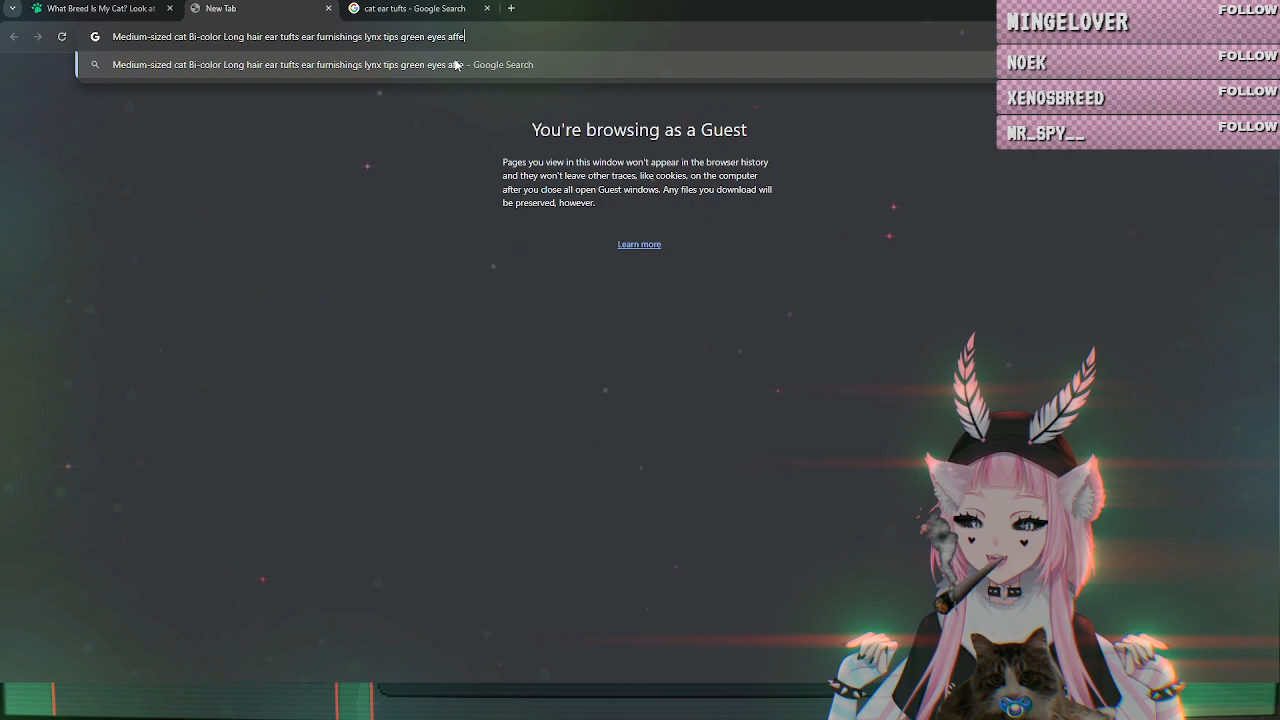 What Breed Is My Cat? Look at
New Tab
cat ear tufts - Google Search
Medium-sized cat Bi-color Long hair ear tufts ear furnishings lynx tips green eyes affe
Medium-sized cat Bi-color Long hair ear tufts ear furnishings lynx tips green eyes affe - Google Search
You're browsing as a Guest
Pages you view in this window won't appear in the browser history
and they won't leave other traces, like cookies, on the computer
after you close all open Guest windows. Any files you download will
be preserved, however.
Learn more
MINGELOVER FOLLOW
NOEK FOLLOW
XENOSBREED FOLLOW
MR_SPY__ FOLLOW